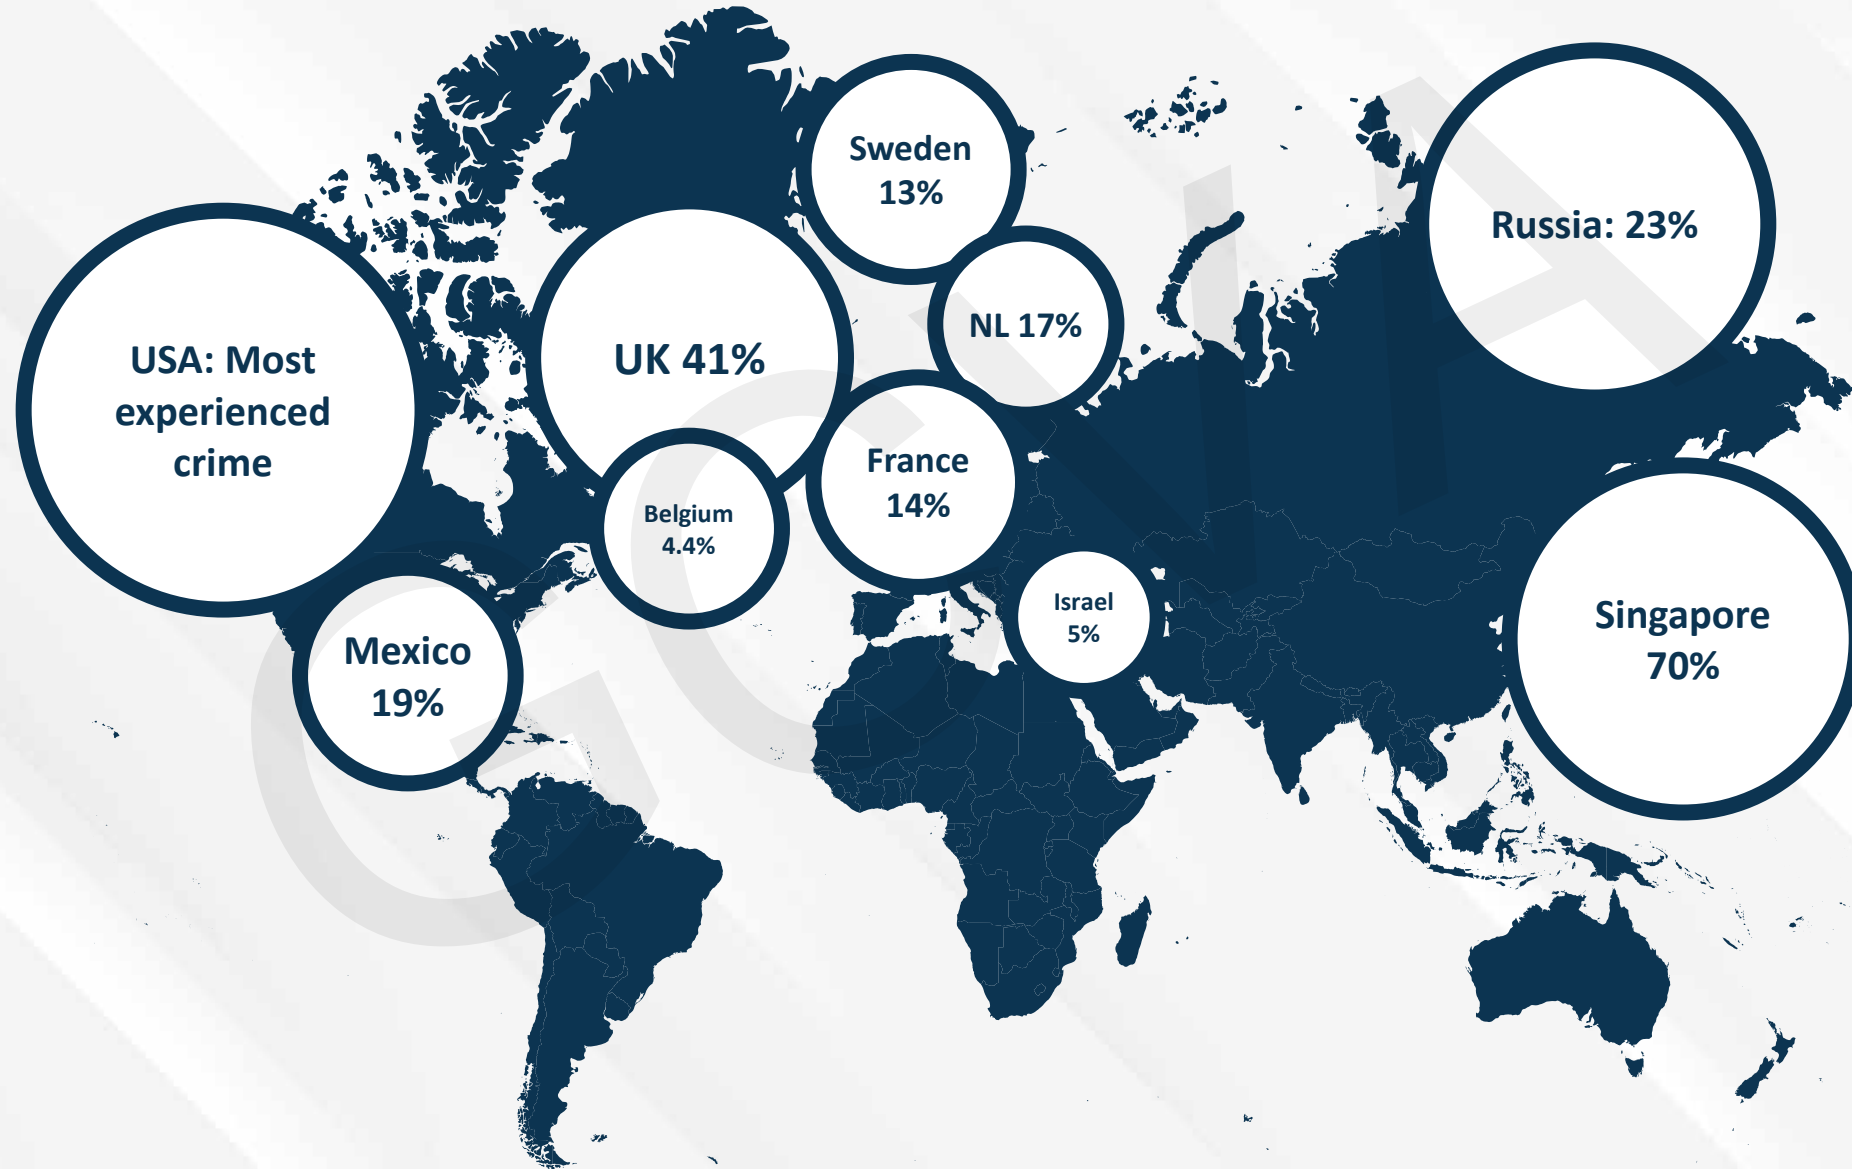 Sweden
13%
Russia: 23%
NL 17%
USA: Most
experienced
crime
UK 41%
France
14%
Belgium
4.4%
Israel
5%
Singapore
70%
Mexico
19%